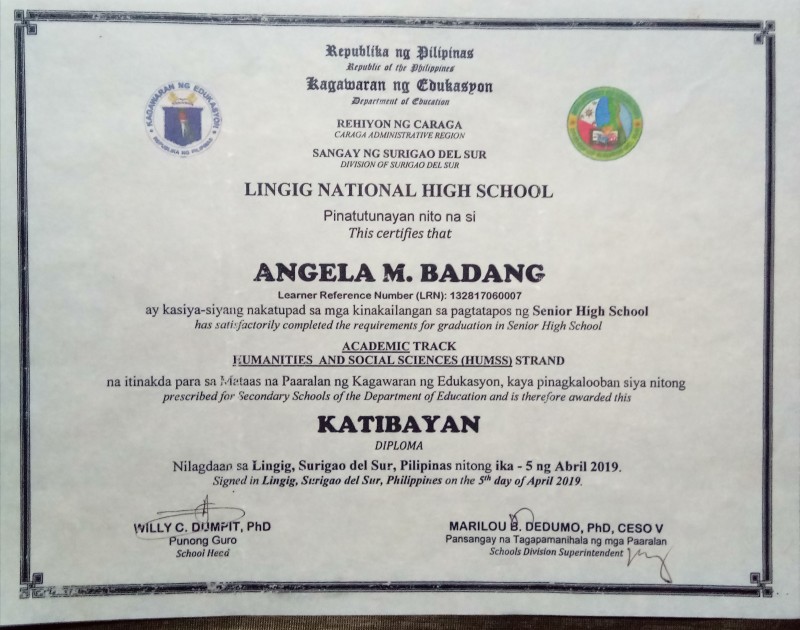 Republika ng Pilipinas
Republic of the Philippines
Kagawaran ng Edukasyon
Department of Education
KAGAWARAN NG EDUKASYON
REPUBLIKA NG PILIPINAS
REHIYON NG CARAGA
CARAGA ADMINISTRATIVE REGION
SANGAY NG SURIGAO DEL SUR
DIVISION OF SURIGAO DEL SUR
LINGIG NATIONAL HIGH SCHOOL
Pinatutunayan nito na si
This certifies that
ANGELA M. BADANG
Learner Reference Number (LRN): 132817060007
ay kasiya-siyang nakatupad sa mga kinakailangan sa pagtatapos ng Senior High School
has satisfactorily completed the requirements for graduation in Senior High School
ACADEMIC TRACK
HUMANITIES AND SOCIAL SCIENCES (HUMSS) STRAND
na itinakda para sa Mataas na Paaralan ng Kagawaran ng Edukasyon, kaya pinagkalooban siya nitong
prescribed for Secondary Schools of the Department of Education and is therefore awarded this
KATIBAYAN
DIPLOMA
Nilagdaan sa Lingig, Surigao del Sur, Pilipinas nitong ika - 5 ng Abril 2019.
Signed in Lingig, Surigao del Sur, Philippines on the 5th day of April 2019.
WILLY C. DUMPIT, PhD
Punong Guro
School Head
MARILOU B. DEDUMO, PhD, CESO V
Pansangay na Tagapamanihala ng mga Paaralan
Schools Division Superintendent